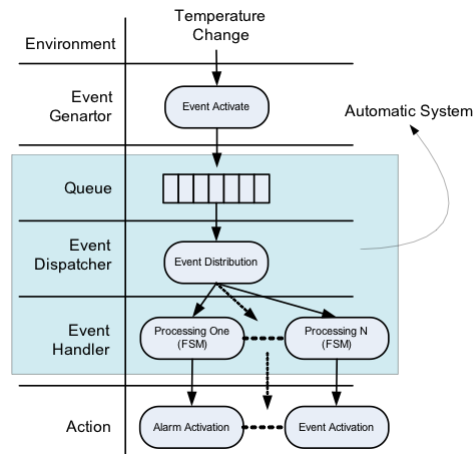 Temperature
Change
Environment
Event
Genartor
Event Activate
Automatic System
Queue
Event
Dispatcher
Event Distribution
Event
Handler
Processing One
(FSM)
Processing N
(FSM)
Action
Alarm Activation
Event Activation